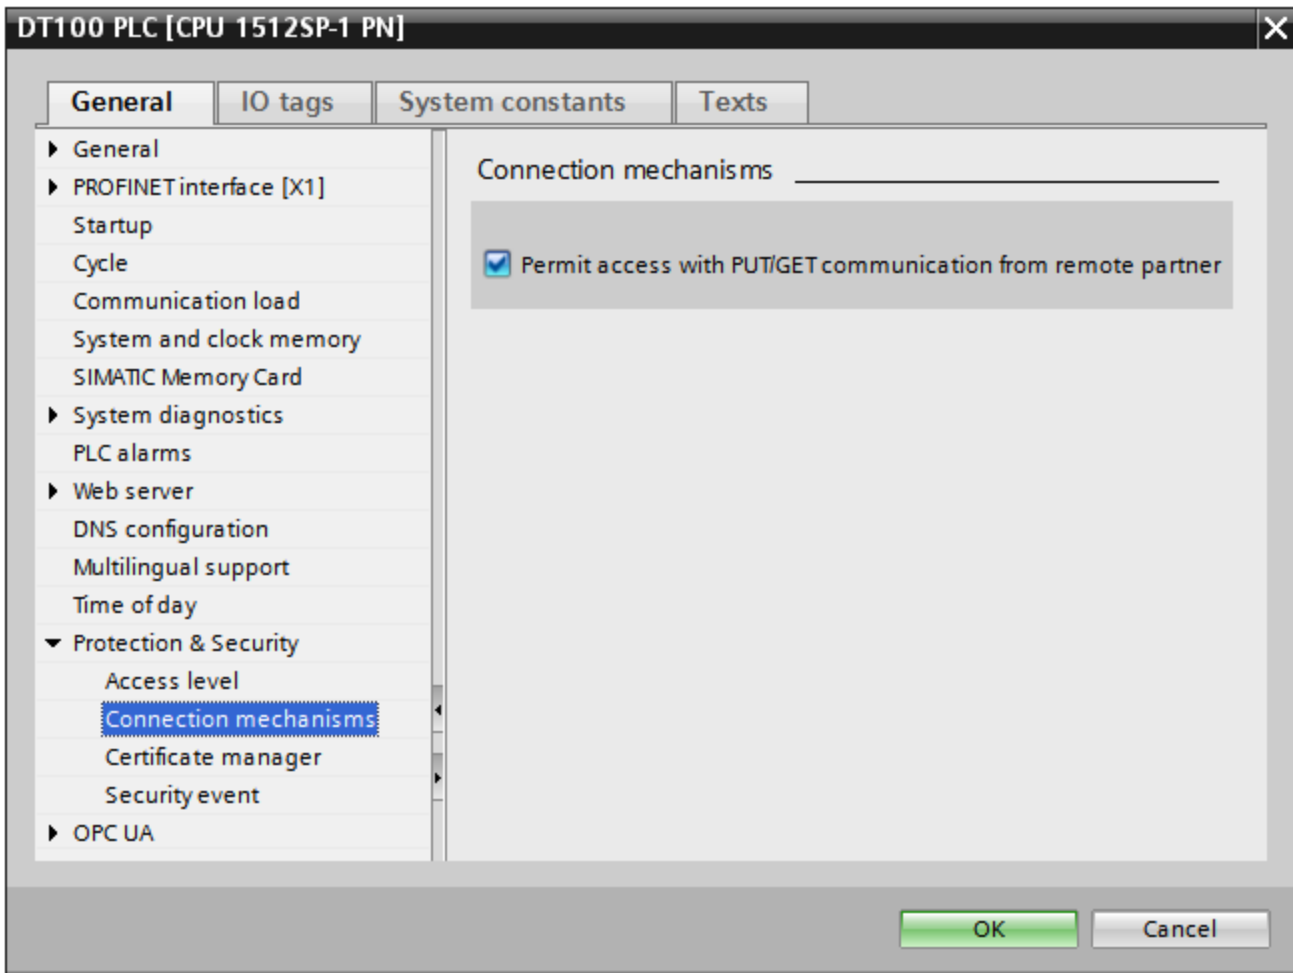 DT100 PLC [CPU 1512SP-1 PN]
General
IO tags
System constants
Texts
General
PROFINET interface [X1]
Startup
Cycle
Communication load
System and clock memory
SIMATIC Memory Card
System diagnostics
PLC alarms
Web server
DNS configuration
Multilingual support
Time of day
Protection & Security
Access level
Connection mechanisms
Certificate manager
Security event
OPC UA
Connection mechanisms
Permit access with PUT/GET communication from remote partner
OK
Cancel